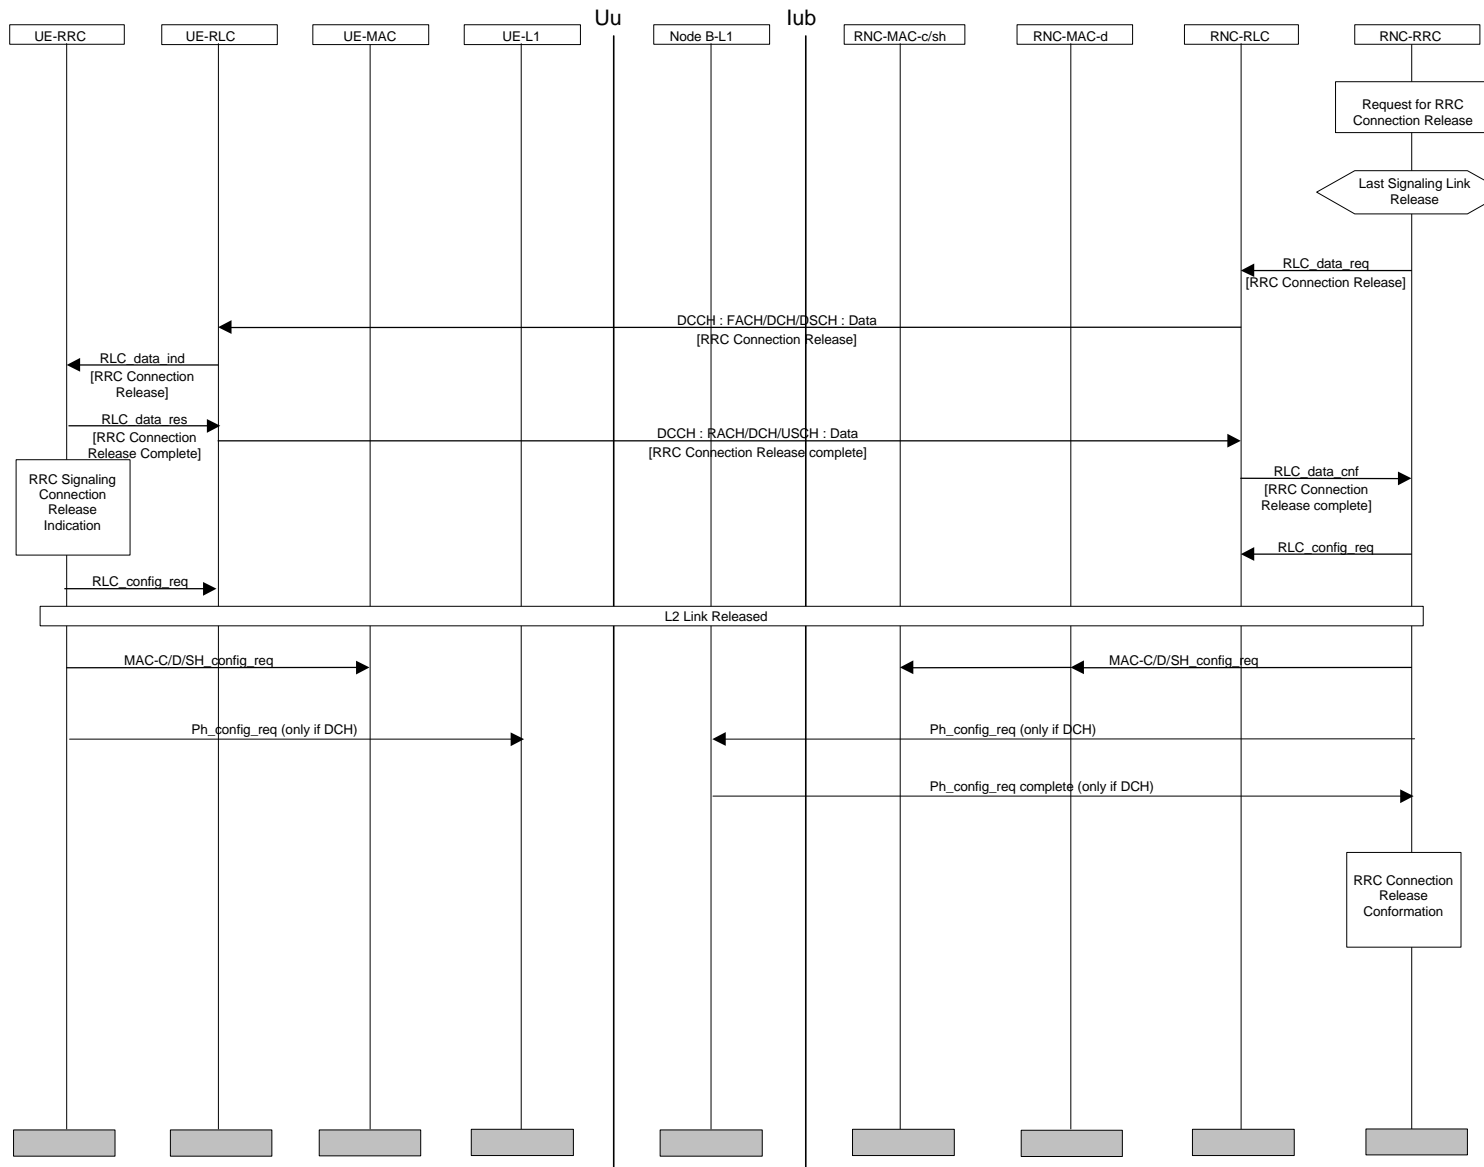 Uu
Iub
UE-RRC
UE-RLC
UE-MAC
UE-L1
Node B-L1
RNC-MAC-c/sh
RNC-MAC-d
RNC-RLC
RNC-RRC
Request for RRC
Connection Release
Last Signaling Link
Release
RLC_data_req
[RRC Connection Release]
DCCH : FACH/DCH/DSCH : Data
[RRC Connection Release]
RLC_data_ind
[RRC Connection
Release]
RLC_data_res
[RRC Connection
Release Complete]
DCCH : RACH/DCH/USCH : Data
[RRC Connection Release complete]
RRC Signaling
Connection
Release
Indication
RLC_data_cnf
[RRC Connection
Release complete]
RLC_config_req
RLC_config_req
L2 Link Released
MAC-C/D/SH_config_req
MAC-C/D/SH_config_req
Ph_config_req (only if DCH)
Ph_config_req (only if DCH)
Ph_config_req complete (only if DCH)
RRC Connection
Release
Conformation